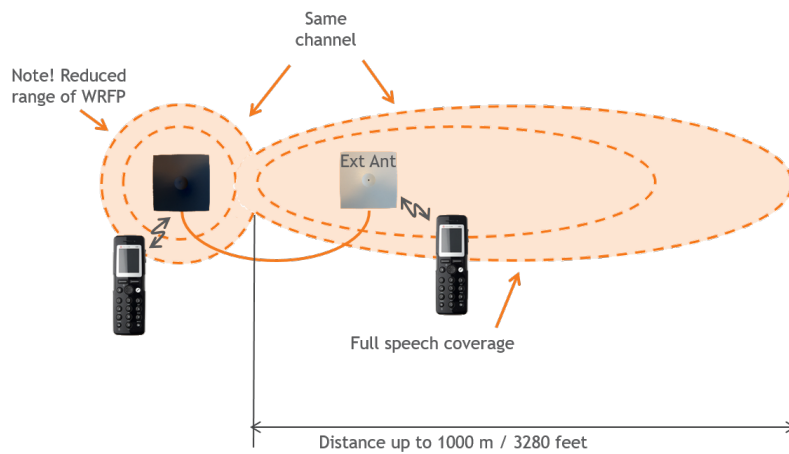 Same
channel
Note! Reduced
range of WRFP
Ext Ant
Full speech coverage
Distance up to 1000 m / 3280 feet